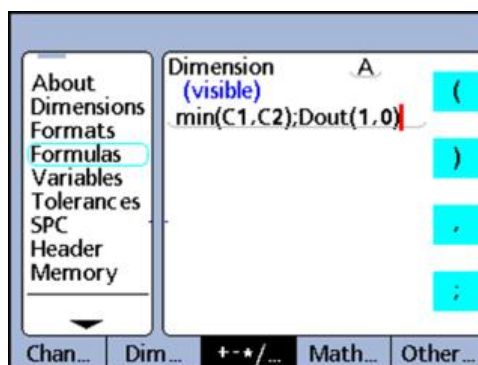 About
Dimensions
Formats
Formulas
Variables
Tolerances
SPC
Header
Memory
Dimension A
(visible)
min(C1,C2);Dout(1,0)
(
)
,
;
Chan... Dim... +-*/... Math... Other...